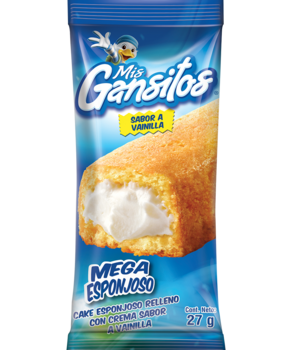 Mis
Gansitos
SABOR A
VAINILLA
MEGA
ESPONJOSO
CAKE ESPONJOSO RELLENO
CON CREMA SABOR
A VAINILLA
Cont. Neto.
27 g